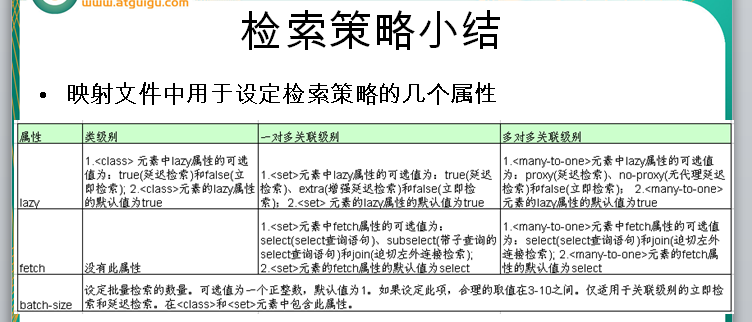 www.atguigu.com
检索策略小结
• 映射文件中用于设定检索策略的几个属性
属性 类级别 一对多关联级别 多对多关联级别
lazy
1.<class> 元素中lazy属性的可选
值为：true(延迟检索)和false(立
即检索); 2.<class>元素的lazy属性
的默认值为true
1.<set>元素中lazy属性的可选值为：true(延迟
检索)、extra(增强延迟检索)和false(立即检
索)； 2.<set> 元素的lazy属性的默认值为true
1.<many-to-one>元素中lazy属性的可选值
为：proxy(延迟检索)、no-proxy(无代理延迟
检索)和false(立即检索)； 2.<many-to-one>
元素的lazy属性的默认值为true
fetch
没有此属性
1.<set>元素中fetch属性的可选值为：
select(select查询语句)、subselect(带子查询的
select查询语句)和join(迫切左外连接检索);
2.<set>元素的fetch属性的默认值为select
1.<many-to-one>元素中fetch属性的可选值
为：select(select查询语句)和join(迫切左外
连接检索); 2.<many-to-one>元素的fetch属
性的默认值为select
batch-size
设定批量检索的数量。可选值为一个正整数，默认值为1。如果设定此项，合理的取值在3-10之间。仅适用于关联级别的立即检
索和延迟检索。在<class>和<set>元素中包含此属性。